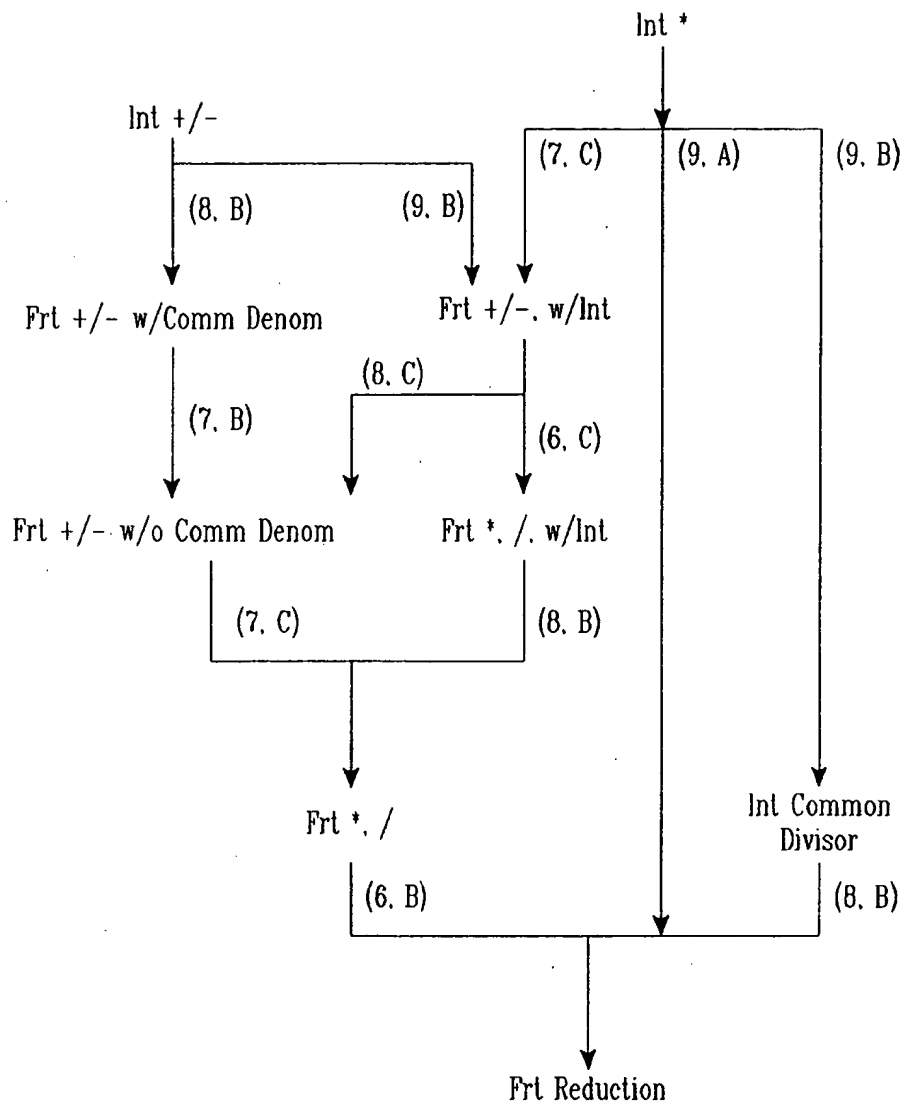 Int *
Int +/-
(7, C)
(9, A)
(9, B)
(8, B)
(9, B)
Frt +/- w/Comm Denom
Frt +/-, w/Int
(8, C)
(7, B)
(6, C)
Frt +/- w/o Comm Denom
Frt *, /, w/Int
(7, C)
(8, B)
Frt *, /
Int Common
Divisor
(6, B)
(8, B)
Frt Reduction